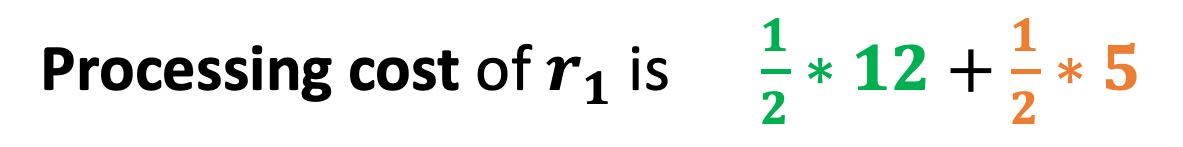 Processing cost of r₁ is ½ * 12 + ½ * 5